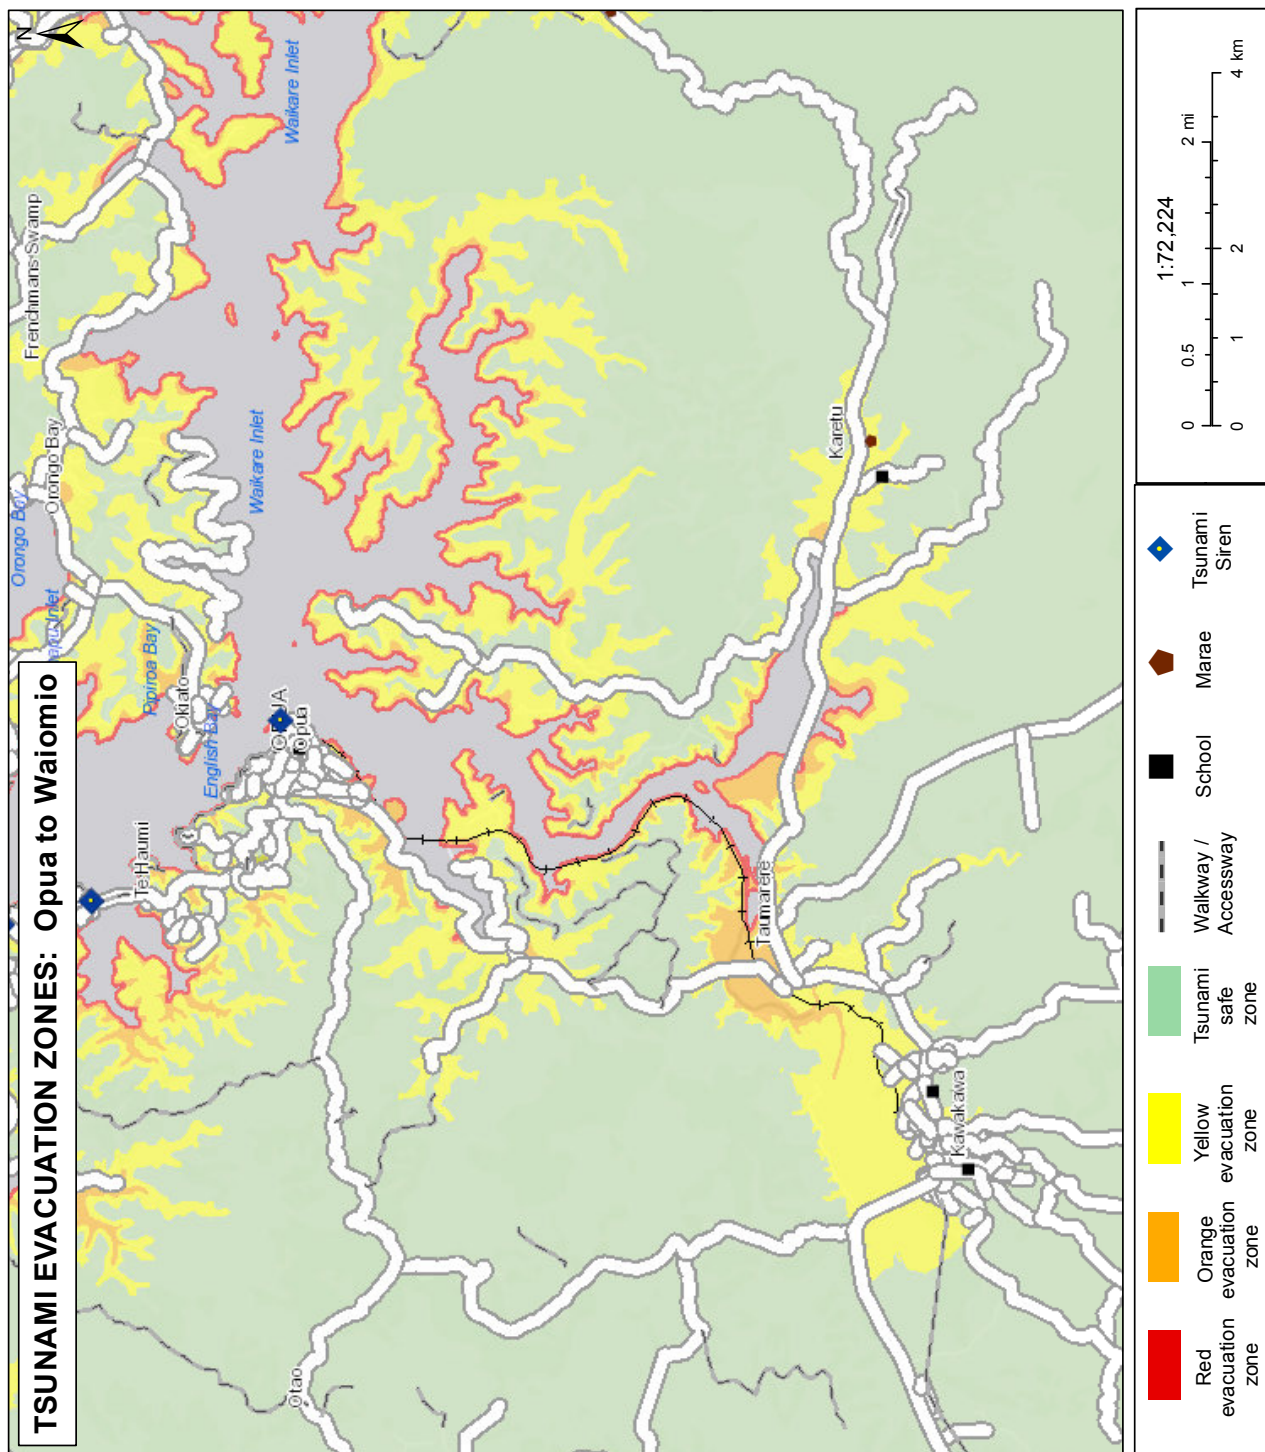 TSUNAMI EVACUATION ZONES: Opua to Waiomio
N
Frenchmans Swamp
Waikare Inlet
Orongo Bay
Orongo Bay
Waikare Inlet
Inlet
Pipiroa Bay
Okiato
English Bay
Te Haumi
Topua
Karetu
Taumarere
Kawakawa
Otao
1:72,224
0 0.5 1 2 mi
0 1 2 4 km
Red
evacuation
zone
Orange
evacuation
zone
Yellow
evacuation
zone
Tsunami
safe
zone
Walkway /
Accessway
School
Marae
Tsunami
Siren